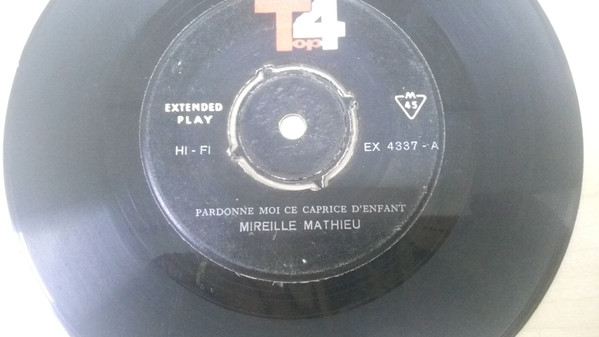 Top 4
EXTENDED
PLAY
M
45
HI - FI
EX 4337 - A
PARDONNE MOI CE CAPRICE D'ENFANT
MIREILLE MATHIEU